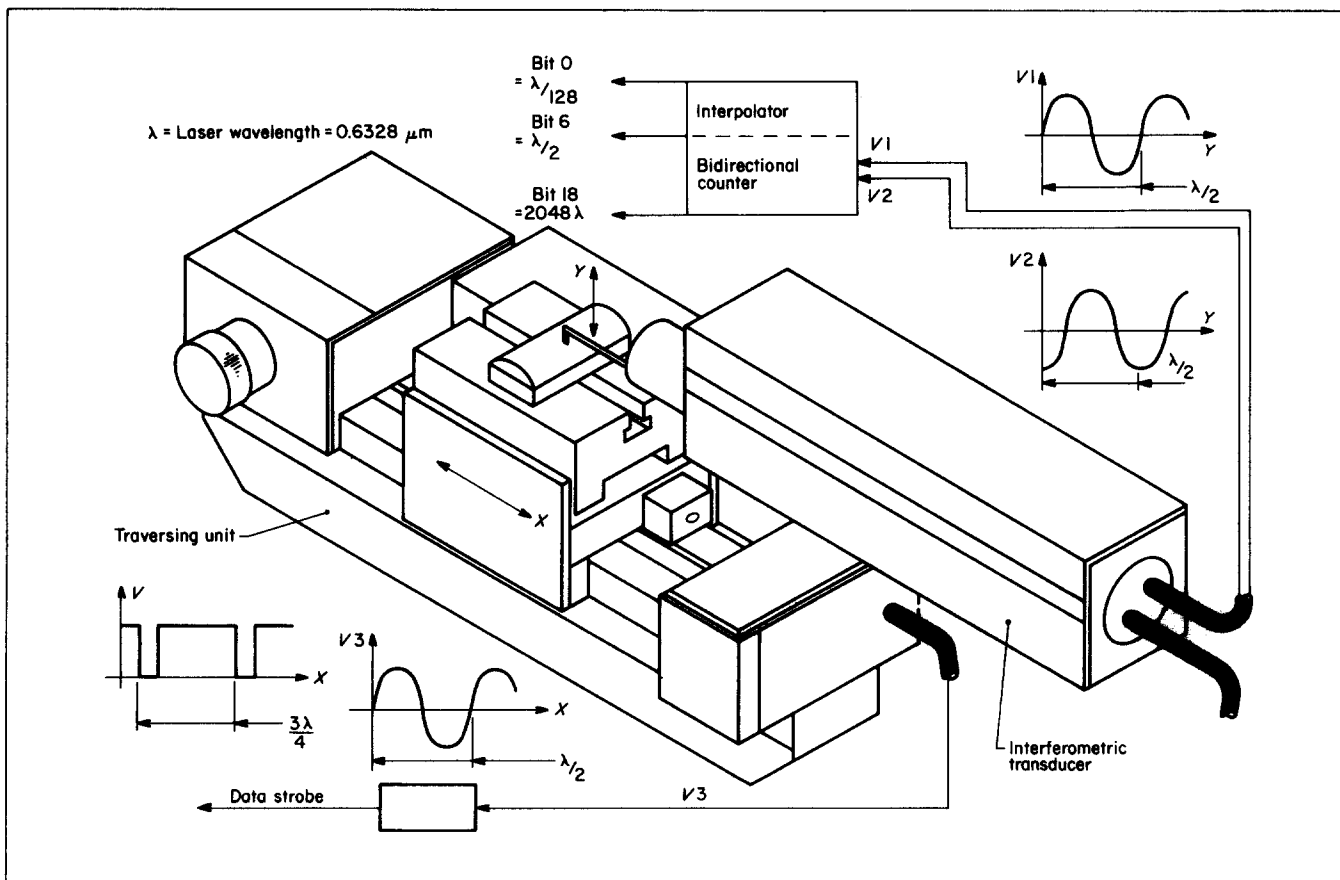 Bit 0
= λ/128
λ = Laser wavelength = 0.6328 μm
Bit 6
= λ/2
Bit 18
=2048λ
Interpolator
Bidirectional
counter
V1
V2
V1
Y
λ/2
V2
Y
λ/2
Y
X
Traversing unit
V
X
3λ/4
V3
X
λ/2
Interferometric
transducer
Data strobe
V3